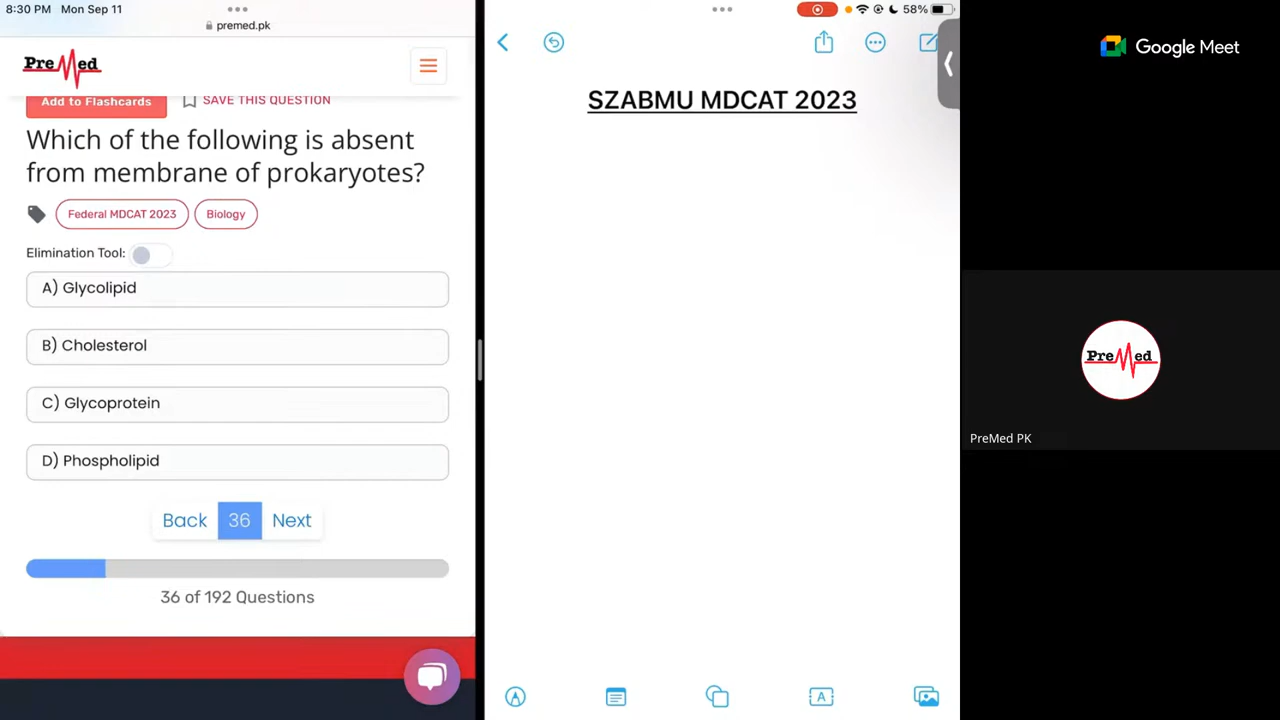 8:30 PM Mon Sep 11
premed.pk
PreMed
Add to Flashcards
SAVE THIS QUESTION
Which of the following is absent
from membrane of prokaryotes?
Federal MDCAT 2023
Biology
Elimination Tool:
A) Glycolipid
B) Cholesterol
C) Glycoprotein
D) Phospholipid
Back 36 Next
36 of 192 Questions
58%
SZABMU MDCAT 2023
A
Google Meet
PreMed
PreMed PK